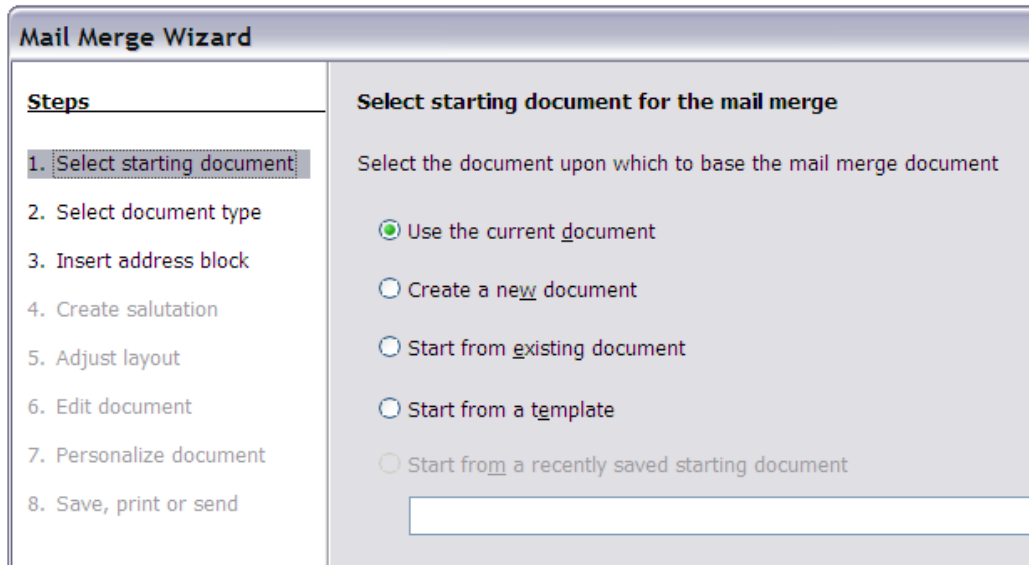 Mail Merge Wizard
Steps
1. Select starting document
2. Select document type
3. Insert address block
4. Create salutation
5. Adjust layout
6. Edit document
7. Personalize document
8. Save, print or send
Select starting document for the mail merge
Select the document upon which to base the mail merge document
Use the current document
Create a new document
Start from existing document
Start from a template
Start from a recently saved starting document